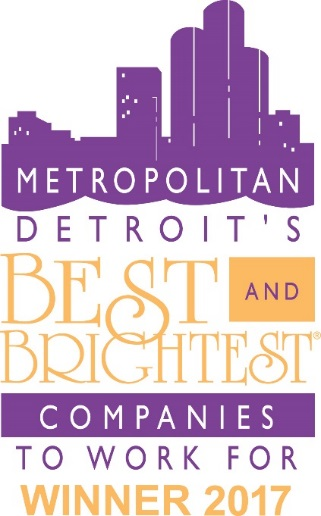 METROPOLITAN
DETROIT'S
BEST AND
BRIGHTEST®
COMPANIES
TO WORK FOR
WINNER 2017